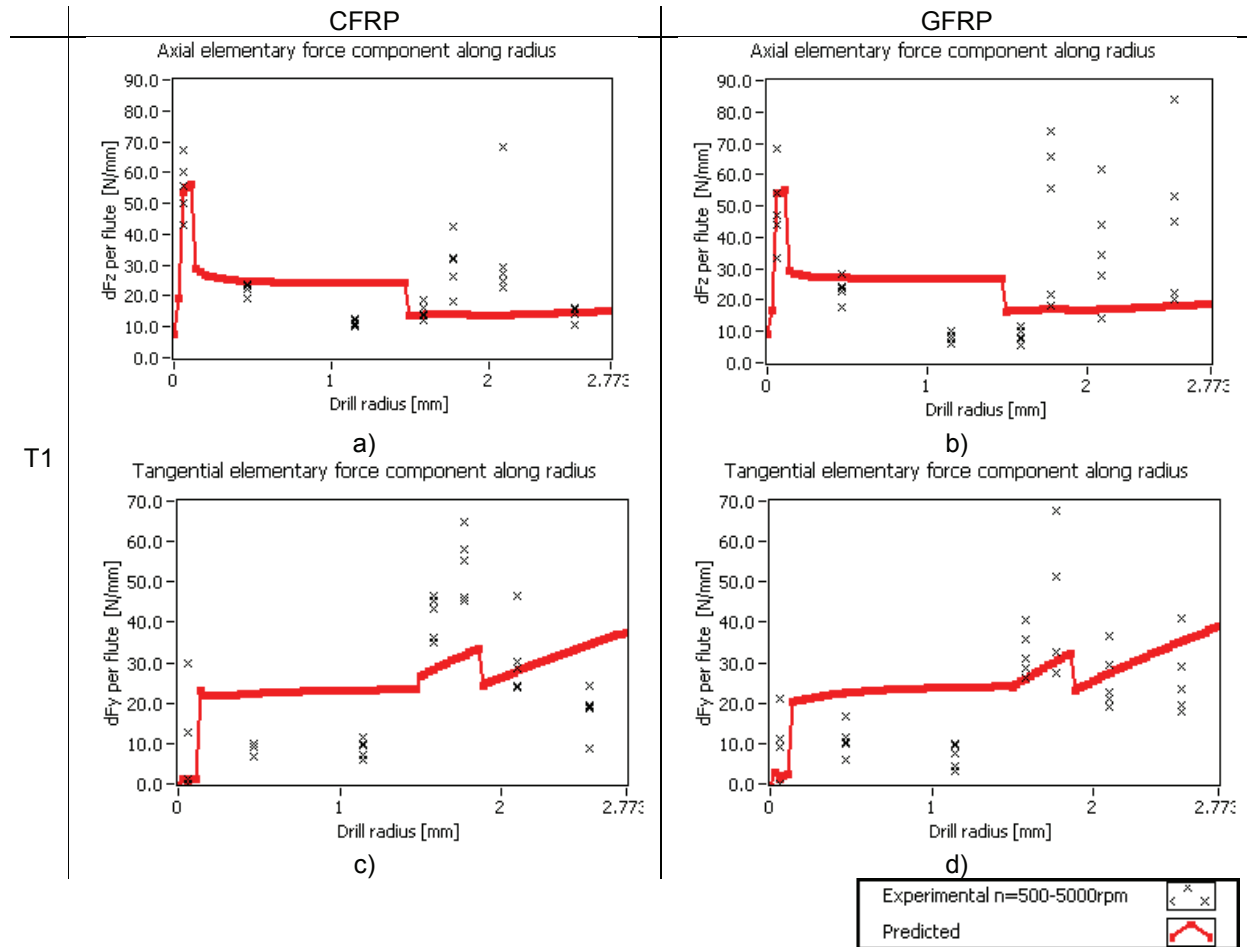 CFRP
GFRP
T1
Axial elementary force component along radius
dFz per flute [N/mm]
90.0
80.0
70.0
60.0
50.0
40.0
30.0
20.0
10.0
0.0
0
1
2
2.773
Drill radius [mm]
a)
Axial elementary force component along radius
dFz per flute [N/mm]
90.0
80.0
70.0
60.0
50.0
40.0
30.0
20.0
10.0
0.0
0
1
2
2.773
Drill radius [mm]
b)
Tangential elementary force component along radius
dFy per flute [N/mm]
70.0
60.0
50.0
40.0
30.0
20.0
10.0
0.0
0
1
2
2.773
Drill radius [mm]
c)
Tangential elementary force component along radius
dFy per flute [N/mm]
70.0
60.0
50.0
40.0
30.0
20.0
10.0
0.0
0
1
2
2.773
Drill radius [mm]
d)
Experimental n=500-5000rpm
Predicted